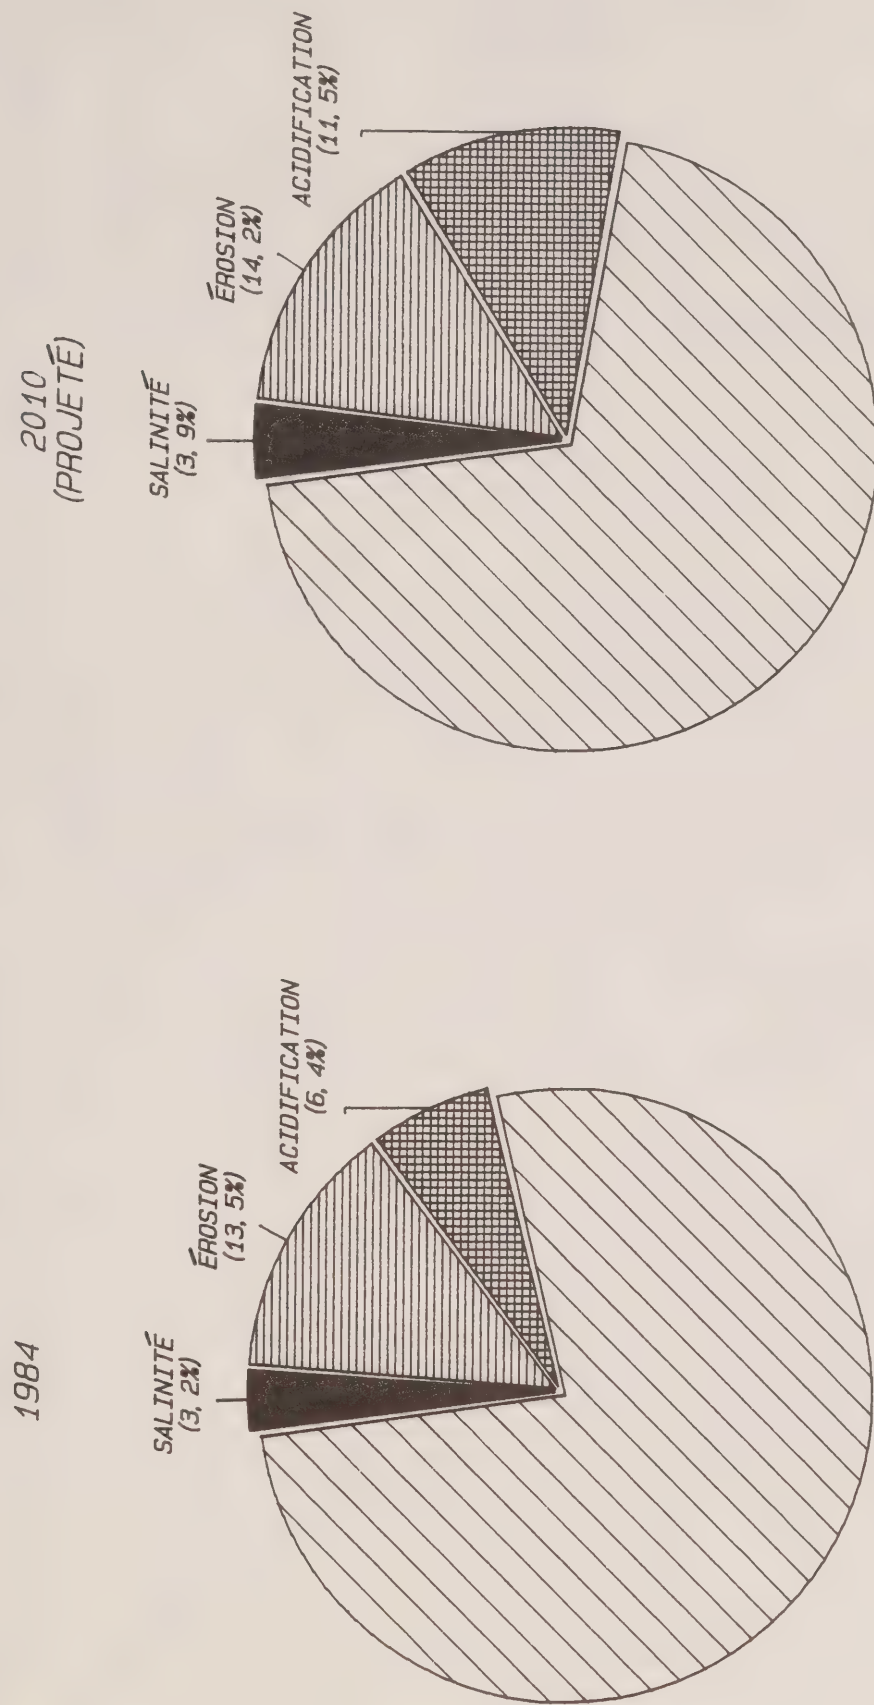 1984
SALINITÉ
(3, 2%)
ÉROSION
(13, 5%)
ACIDIFICATION
(6, 4%)
2010
(PROJETÉ)
SALINITÉ
(3, 9%)
ÉROSION
(14, 2%)
ACIDIFICATION
(11, 5%)